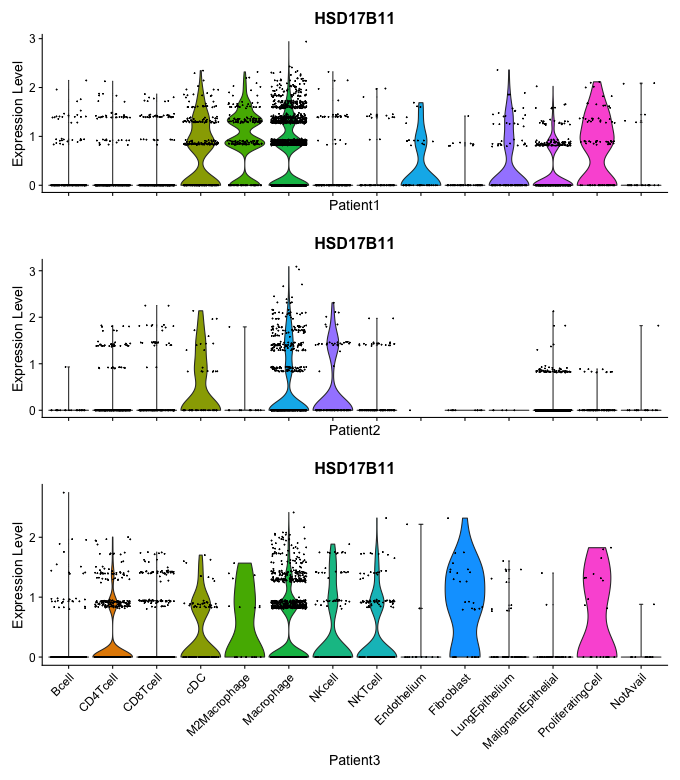 HSD17B11
Expression Level
3
2
1
0
Patient1
HSD17B11
Expression Level
3
2
1
0
Patient2
HSD17B11
Expression Level
2
1
0
Bcell
CD4Tcell
CD8Tcell
cDC
M2Macrophage
Macrophage
NKcell
NKTcell
Endothelium
Fibroblast
LungEpithelium
MalignantEpithelial
ProliferatingCell
NotAvail
Patient3